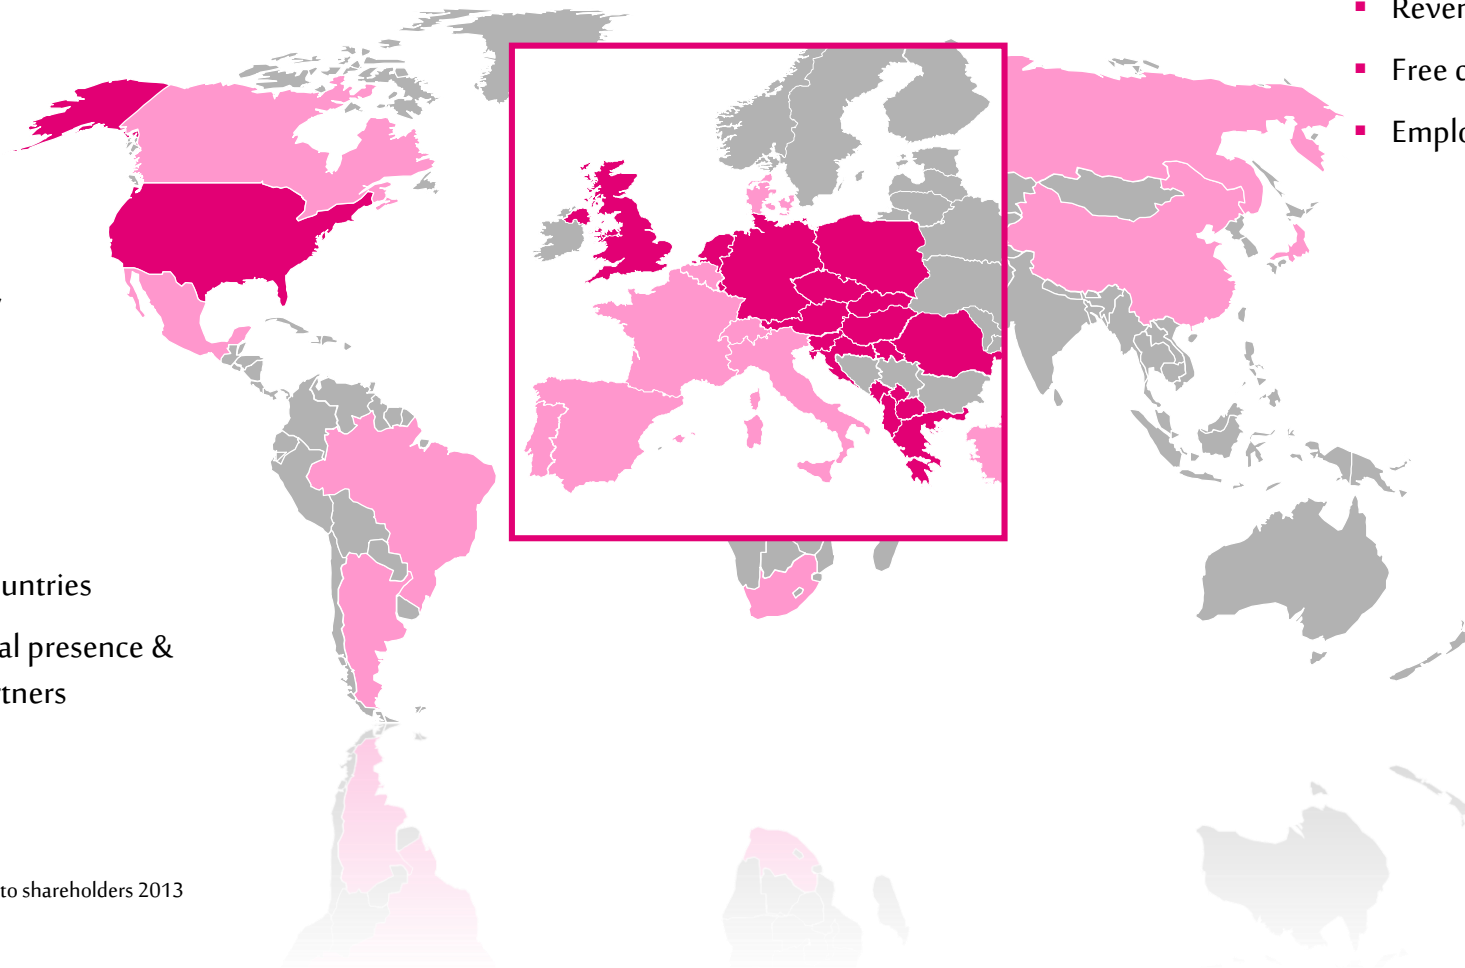 Rever
Free c
Emplo
untries
al presence &
tners
to shareholders 2013